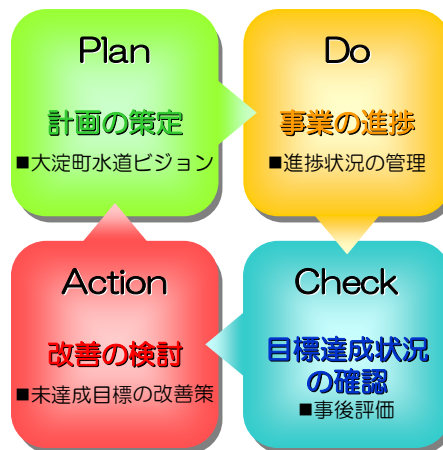 Plan
計画の策定
■大淀町水道ビジョン
Do
事業の進捗
■進捗状況の管理
Action
改善の検討
■未達成目標の改善策
Check
目標達成状況
の確認
■事後評価